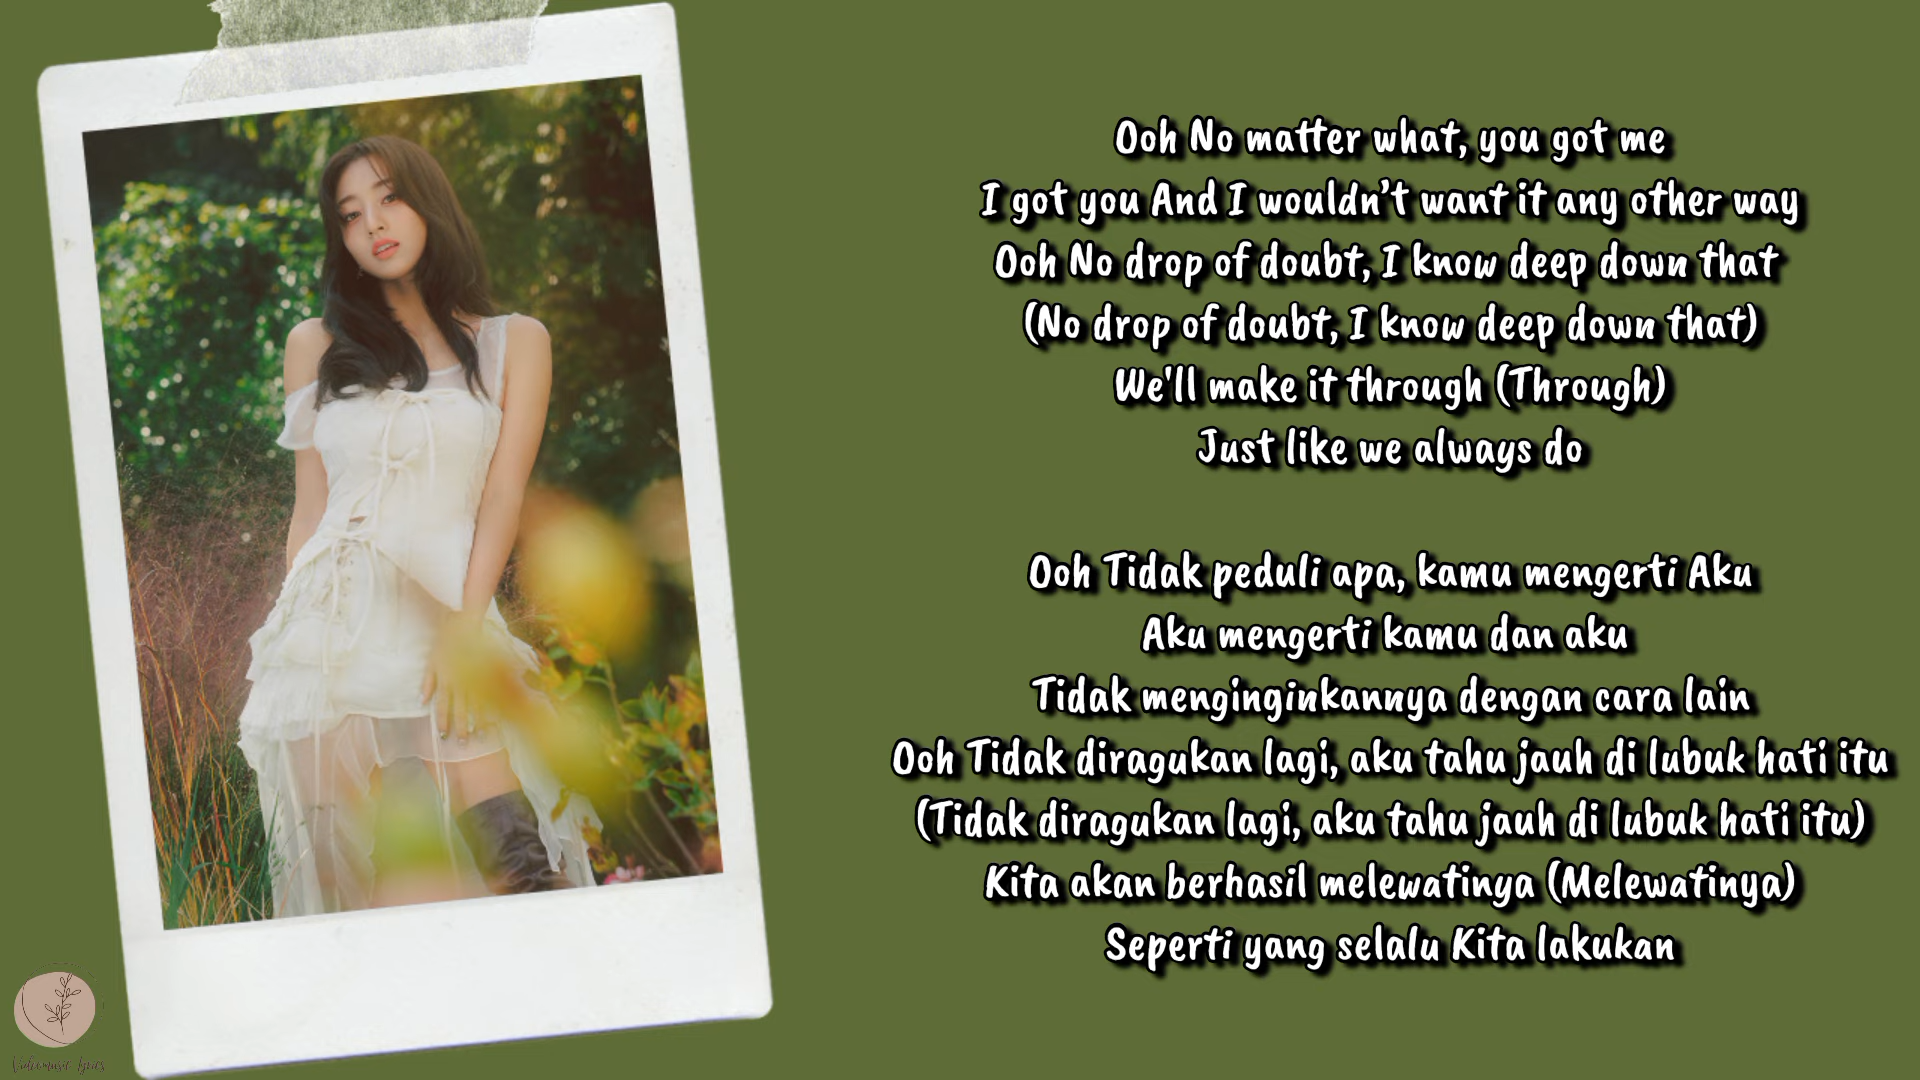 Ooh No matter what, you got me
I got you And I wouldn’t want it any other way
Ooh No drop of doubt, I know deep down that
(No drop of doubt, I know deep down that)
We'll make it through (Through)
Just like we always do
Ooh Tidak peduli apa, kamu mengerti Aku
Aku mengerti kamu dan aku
Tidak menginginkannya dengan cara lain
Ooh Tidak diragukan lagi, aku tahu jauh di lubuk hati itu
(Tidak diragukan lagi, aku tahu jauh di lubuk hati itu)
Kita akan berhasil melewatinya (Melewatinya)
Seperti yang selalu Kita lakukan